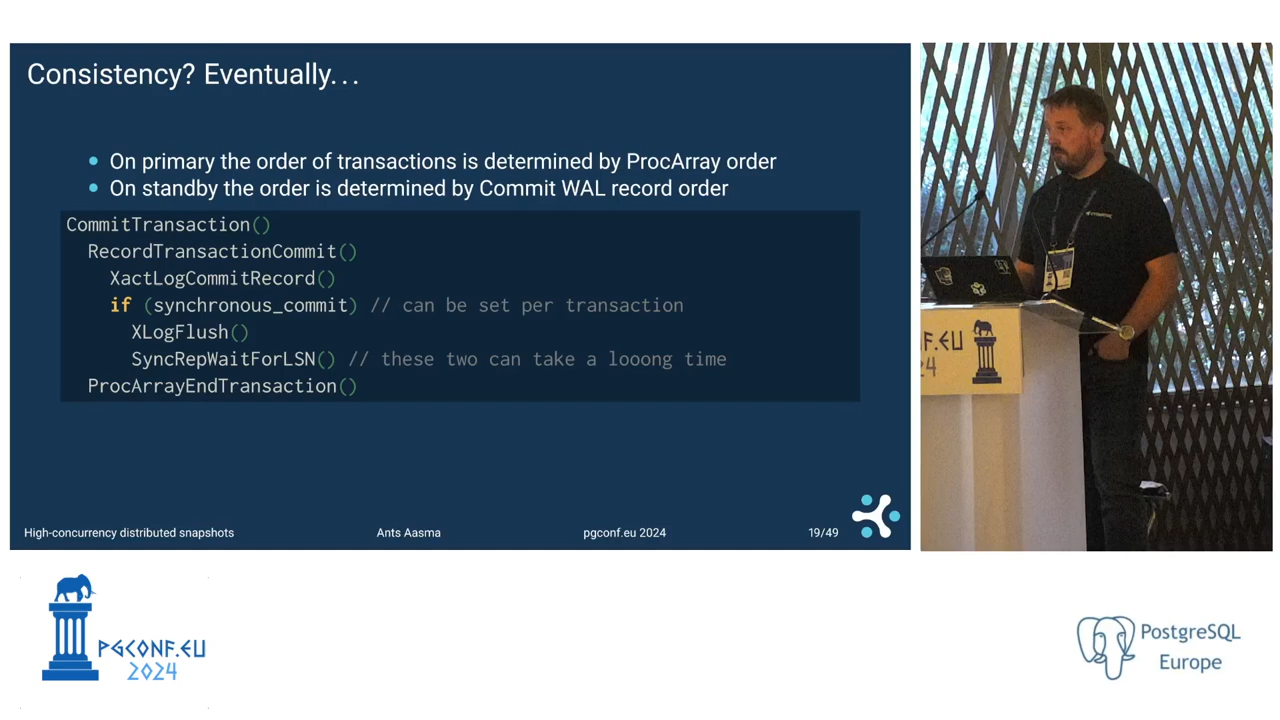 Consistency? Eventually...
On primary the order of transactions is determined by ProcArray order
On standby the order is determined by Commit WAL record order
CommitTransaction()
RecordTransactionCommit()
XactLogCommitRecord()
if (synchronous_commit) // can be set per transaction
XLogFlush()
SyncRepWaitForLSN() // these two can take a looong time
ProcArrayEndTransaction()
High-concurrency distributed snapshots
Ants Aasma
pgconf.eu 2024
19/49
NF.EU
24
PGCONF.EU
2024
PostgreSQL
Europe